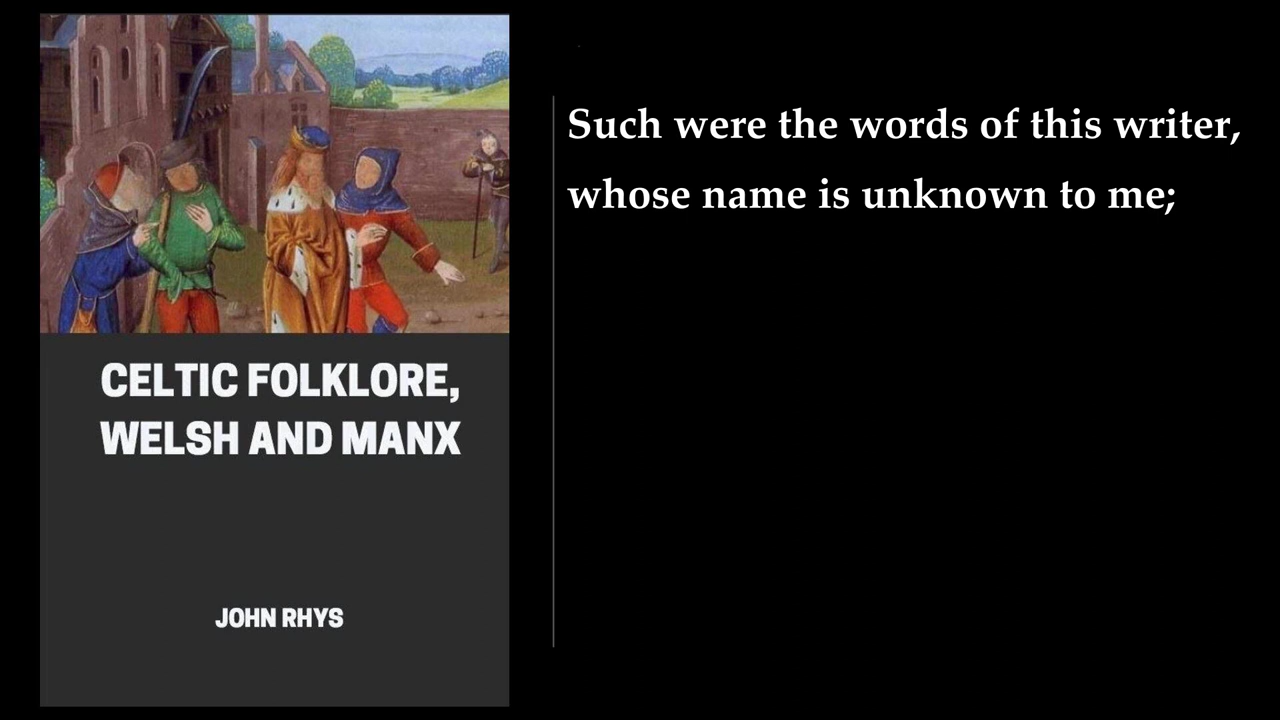 CELTIC FOLKLORE,
WELSH AND MANX
JOHN RHYS
Such were the words of this writer,
whose name is unknown to me;